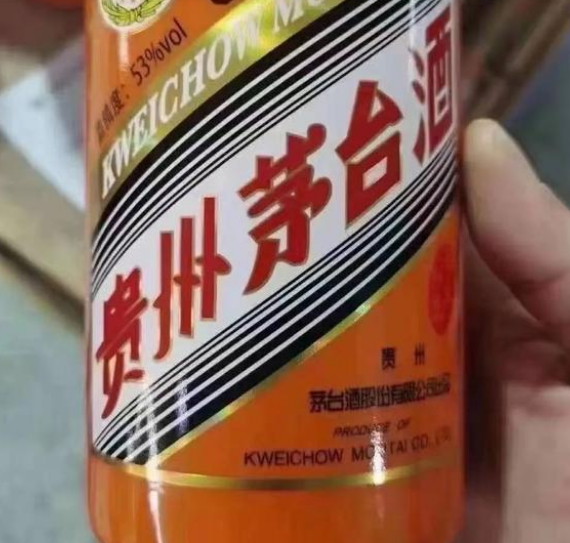 53%vol
KWEICHOW MO
贵州茅台酒
贵州
茅台酒股份有限公司出品
PRODUCE OF
KWEICHOW MOUTAI CO., LTD